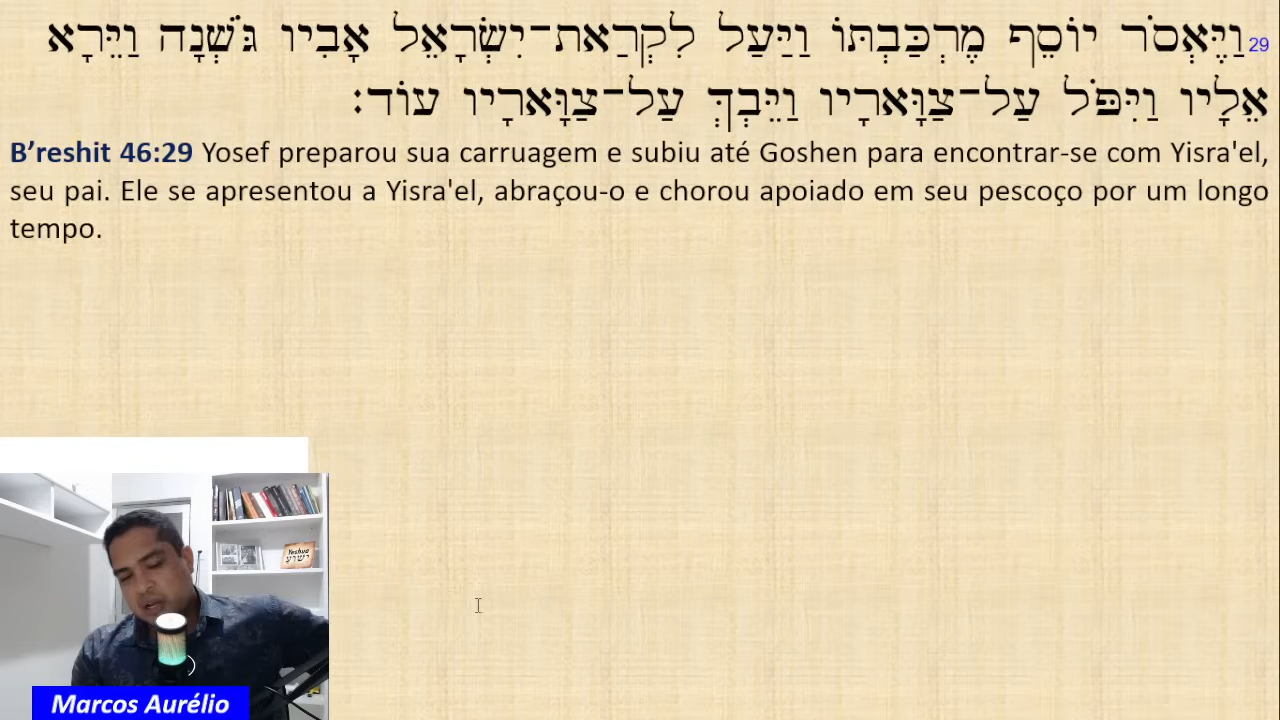 29 וַיֶּאְסֹר יוֹסֵף מֶרְכַּבְתּוֹ וַיַּעַל לִקְרַאת־יִשְׂרָאֵל אָבִיו גֹּשְׁנָה וַיֵּרָא
אֵלָיו וַיִּפֹּל עַל־צַוָּארָיו וַיֵּבְךְּ עַל־צַוָּארָיו עוֹד׃
B’reshit 46:29 Yosef preparou sua carruagem e subiu até Goshen para encontrar-se com Yisra'el,
seu pai. Ele se apresentou a Yisra'el, abraçou-o e chorou apoiado em seu pescoço por um longo
tempo.
Yeshua
ישוע
Marcos Aurélio